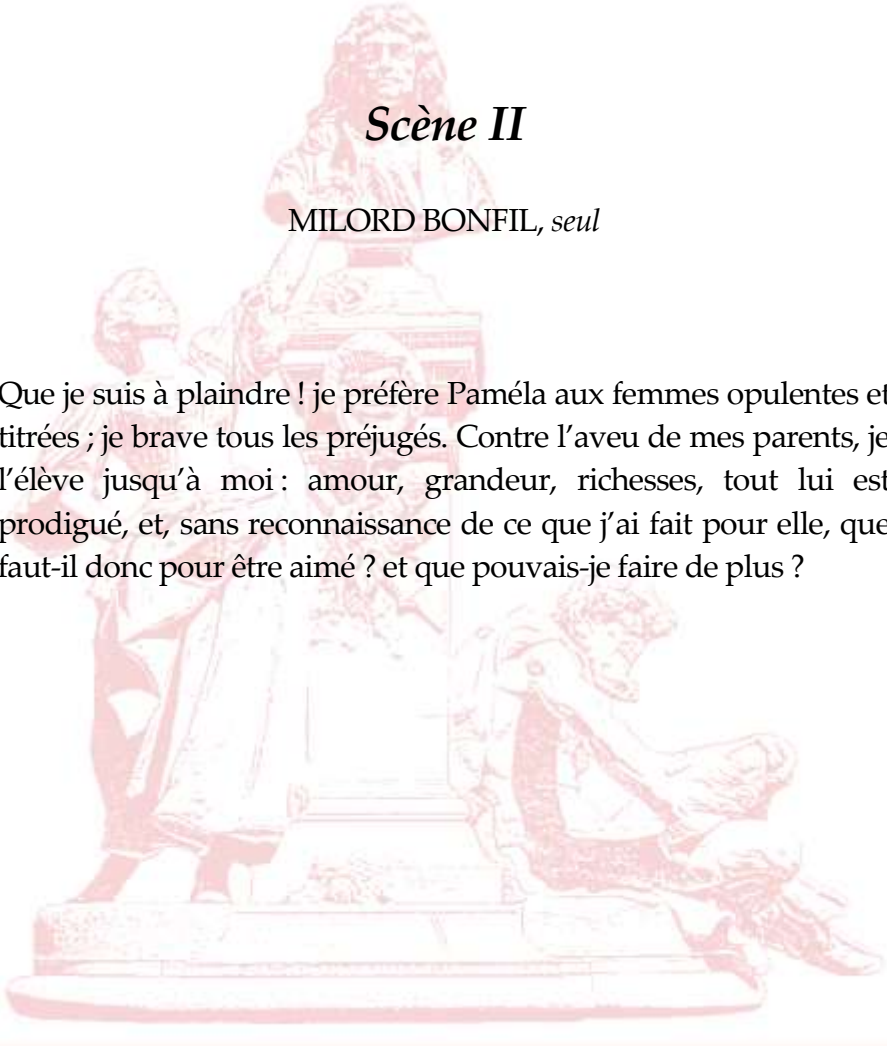 Scène II
MILORD BONFIL, seul
Que je suis à plaindre ! je préfère Paméla aux femmes opulentes et
titrées ; je brave tous les préjugés. Contre l’aveu de mes parents, je
l’élève jusqu’à moi : amour, grandeur, richesses, tout lui est
prodigué, et, sans reconnaissance de ce que j’ai fait pour elle, que
faut-il donc pour être aimé ? et que pouvais-je faire de plus ?